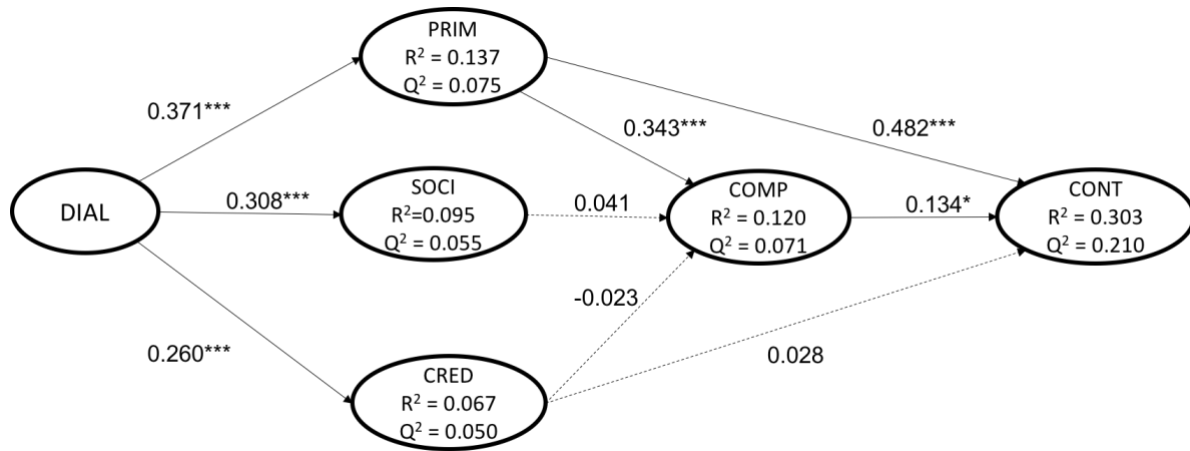 PRIM
R² = 0.137
Q² = 0.075
0.371***
0.343***
0.482***
DIAL
0.308***
SOCI
R²=0.095
Q² = 0.055
0.041
COMP
R² = 0.120
Q² = 0.071
0.134*
CONT
R² = 0.303
Q² = 0.210
-0.023
0.260***
0.028
CRED
R² = 0.067
Q² = 0.050